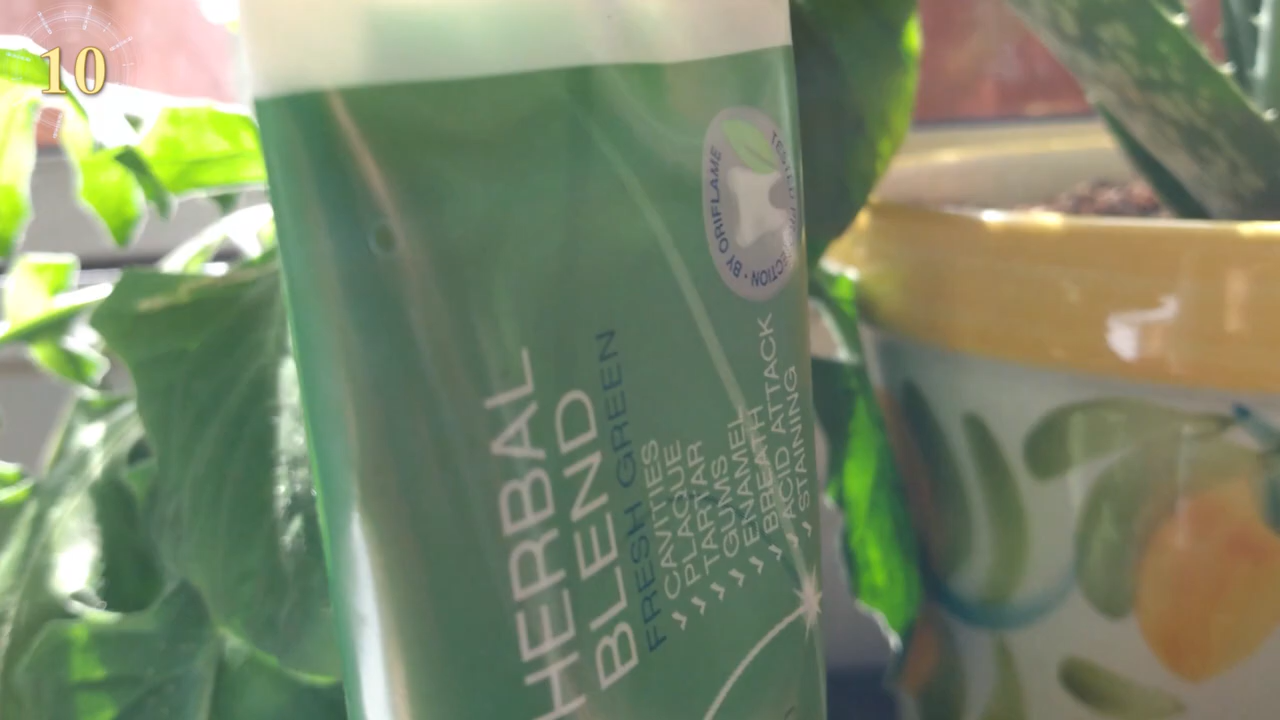 10
BY ORIFLAME
HERBAL
BLEND
FRESH GREEN
CAVITIES
PLAQUE
TARTAR
GUMS
ENAMEL
BREATH
ACID ATTACK
STAINING